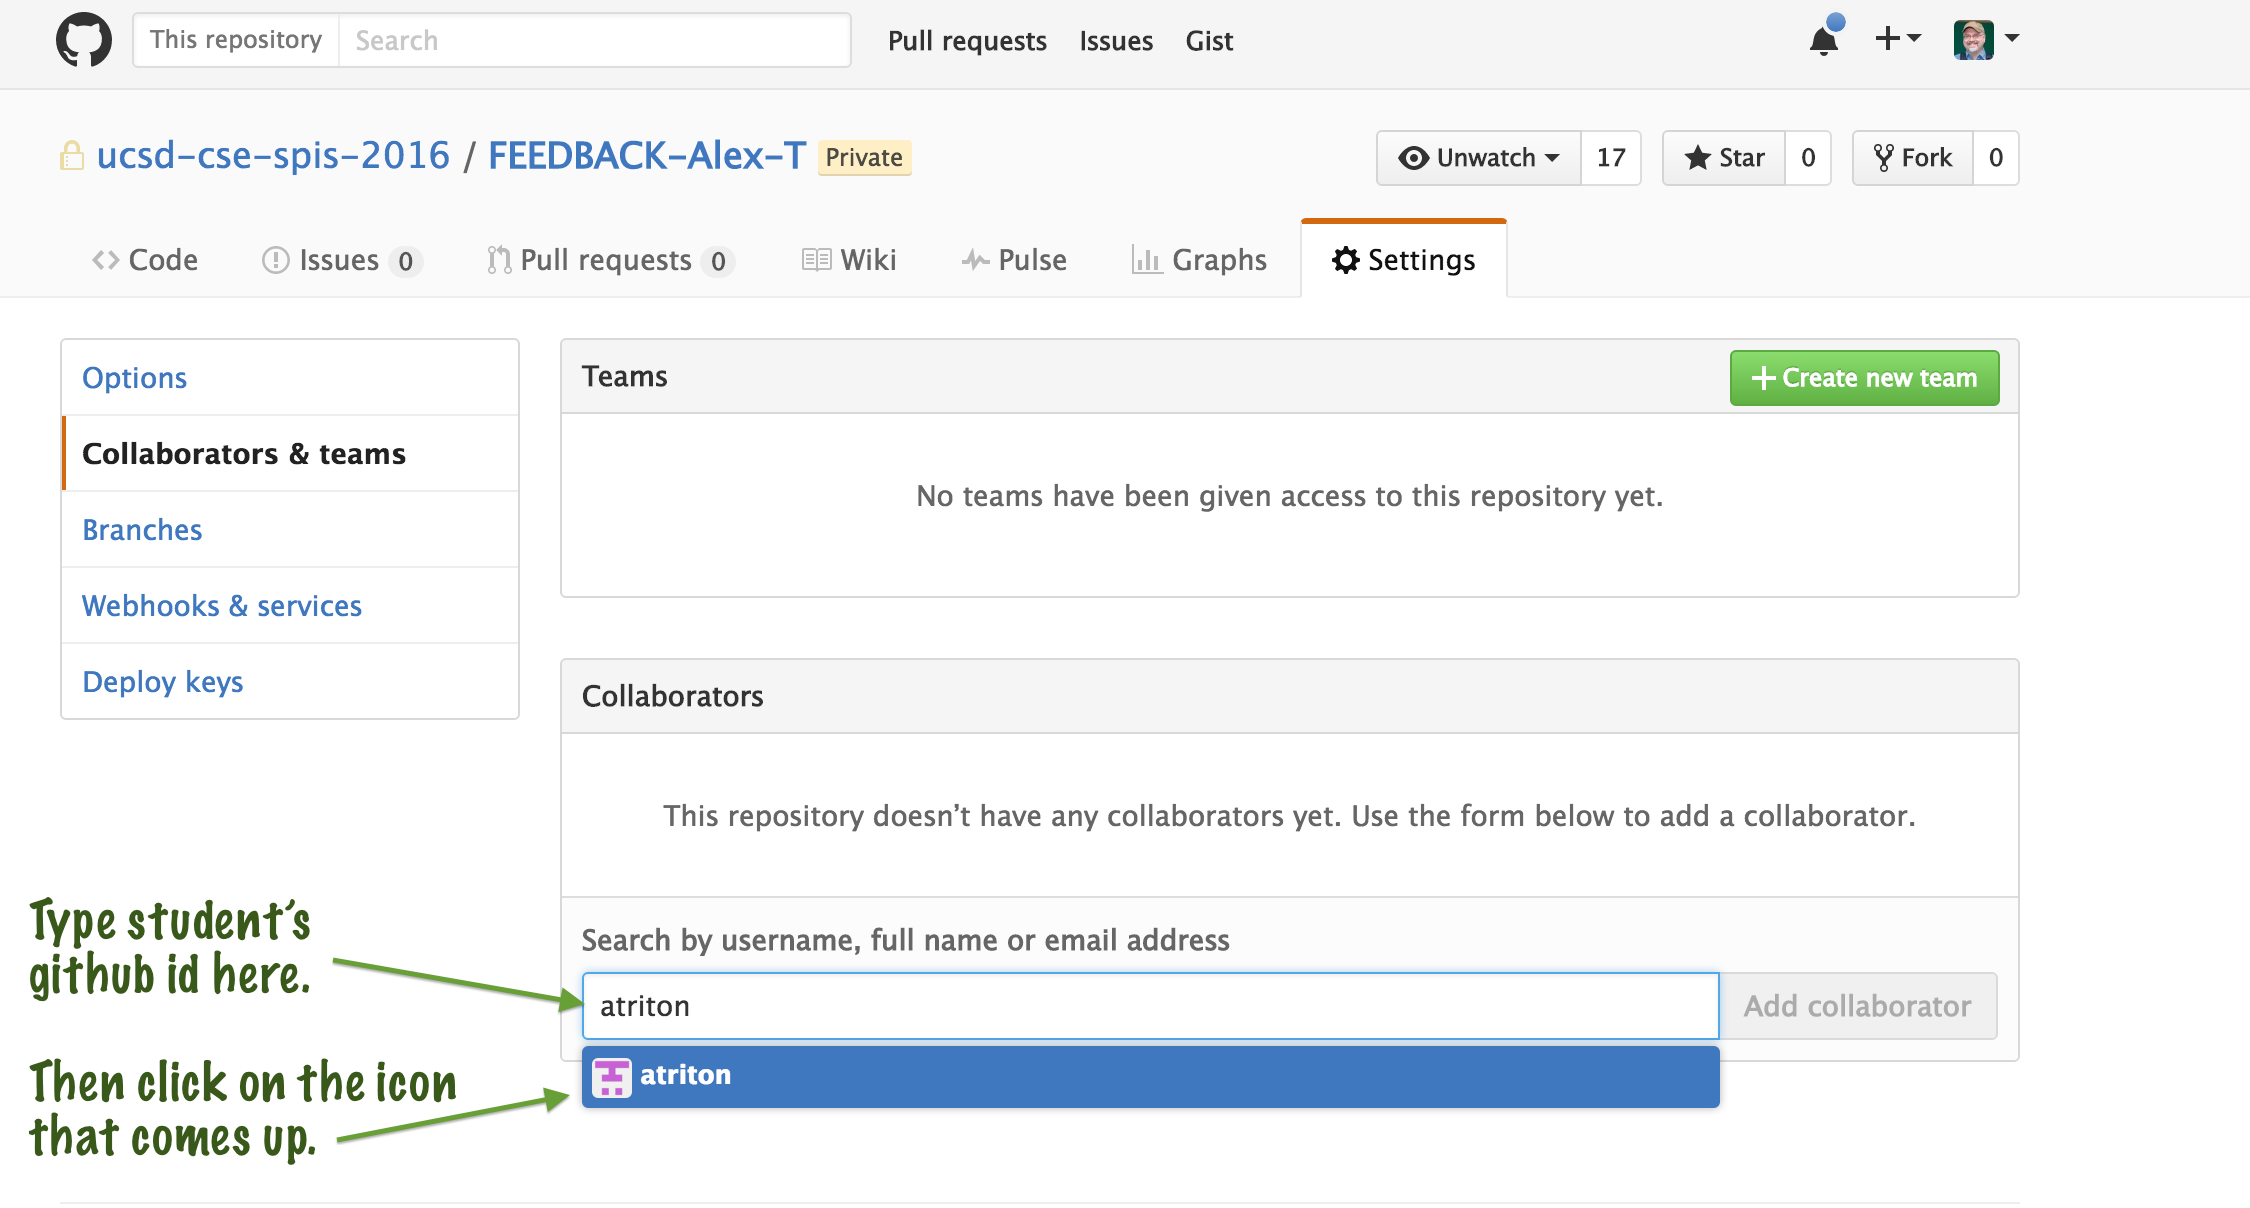 This repository Search Pull requests Issues Gist
ucsd-cse-spis-2016 / FEEDBACK-Alex-T Private Unwatch 17 Star 0 Fork 0
Code Issues 0 Pull requests 0 Wiki Pulse Graphs Settings
Options
Collaborators & teams
Branches
Webhooks & services
Deploy keys
Teams Create new team
No teams have been given access to this repository yet.
Collaborators
This repository doesn’t have any collaborators yet. Use the form below to add a collaborator.
Search by username, full name or email address
atriton Add collaborator
atriton
Type student’s
github id here.
Then click on the icon
that comes up.